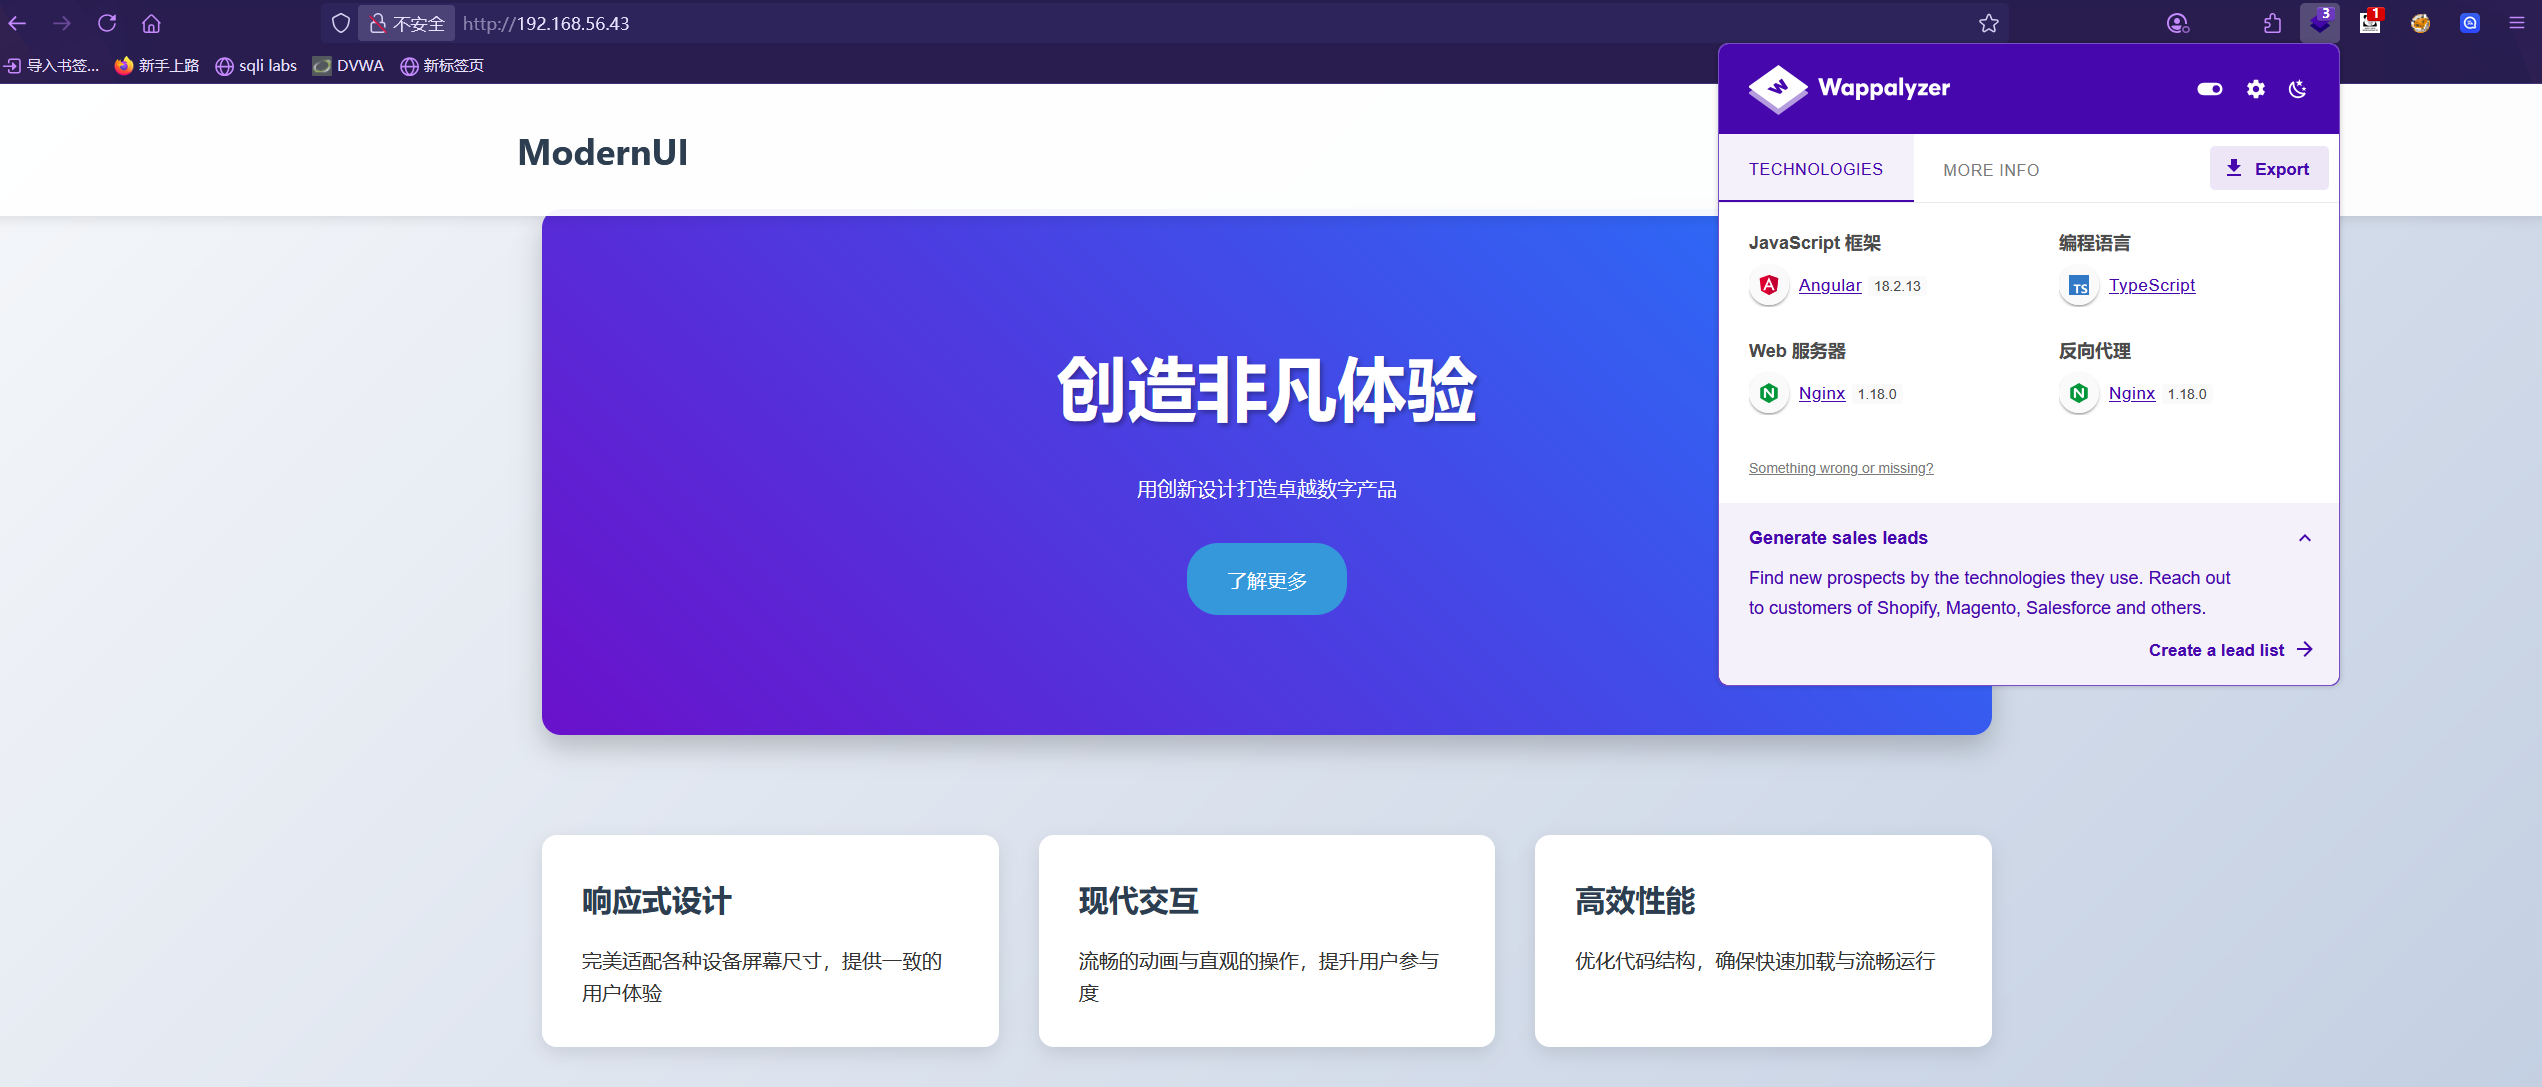 不安全 http://192.168.56.43
3
1
导入书签... 新手上路 sqli labs DVWA 新标签页
ModernUI
创造非凡体验
用创新设计打造卓越数字产品
了解更多
响应式设计
完美适配各种设备屏幕尺寸，提供一致的
用户体验
现代交互
流畅的动画与直观的操作，提升用户参与
度
高效性能
优化代码结构，确保快速加载与流畅运行
Wappalyzer
TECHNOLOGIES MORE INFO Export
JavaScript 框架
Angular 18.2.13
编程语言
TypeScript
Web 服务器
Nginx 1.18.0
反向代理
Nginx 1.18.0
Something wrong or missing?
Generate sales leads
Find new prospects by the technologies they use. Reach out
to customers of Shopify, Magento, Salesforce and others.
Create a lead list